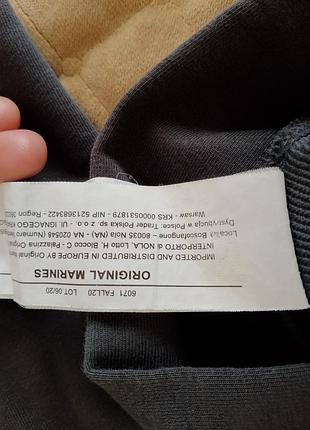 6071 FALL20 LOT.06/20
ORIGINAL MARINES
IMPORTED AND DISTRIBUTED IN EUROPE BY Original
INTERPORTO di NOLA, Lotto H, Blocco C - Palazzina
Località Boscofangone – 80035 Nola (NA) - NA 020548 (Numero
Dystrybucja w Polsce: Trader Polska sp. z o.o. - Ul. IGNACEGO
Warsaw - KRS 0000531879 - NIP 5213683422 - Regon